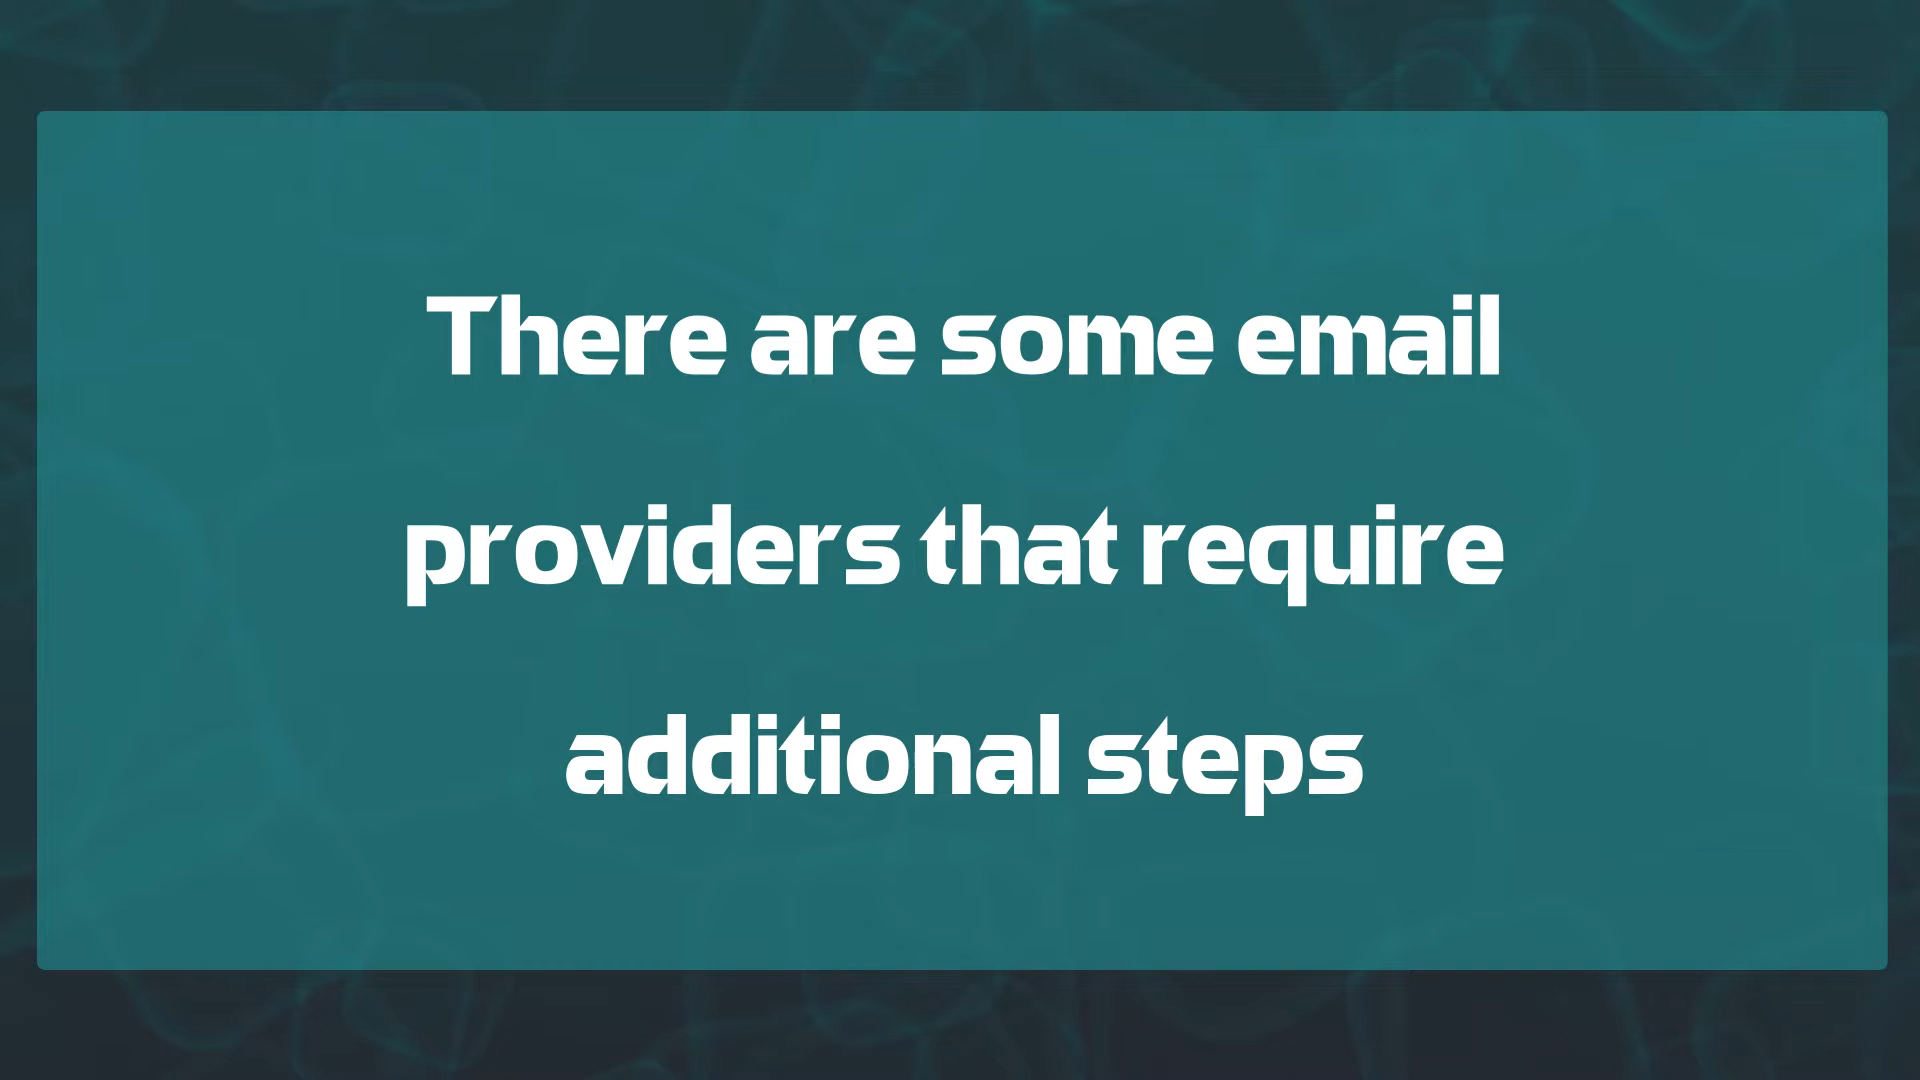 There are some email
providers that require
additional steps